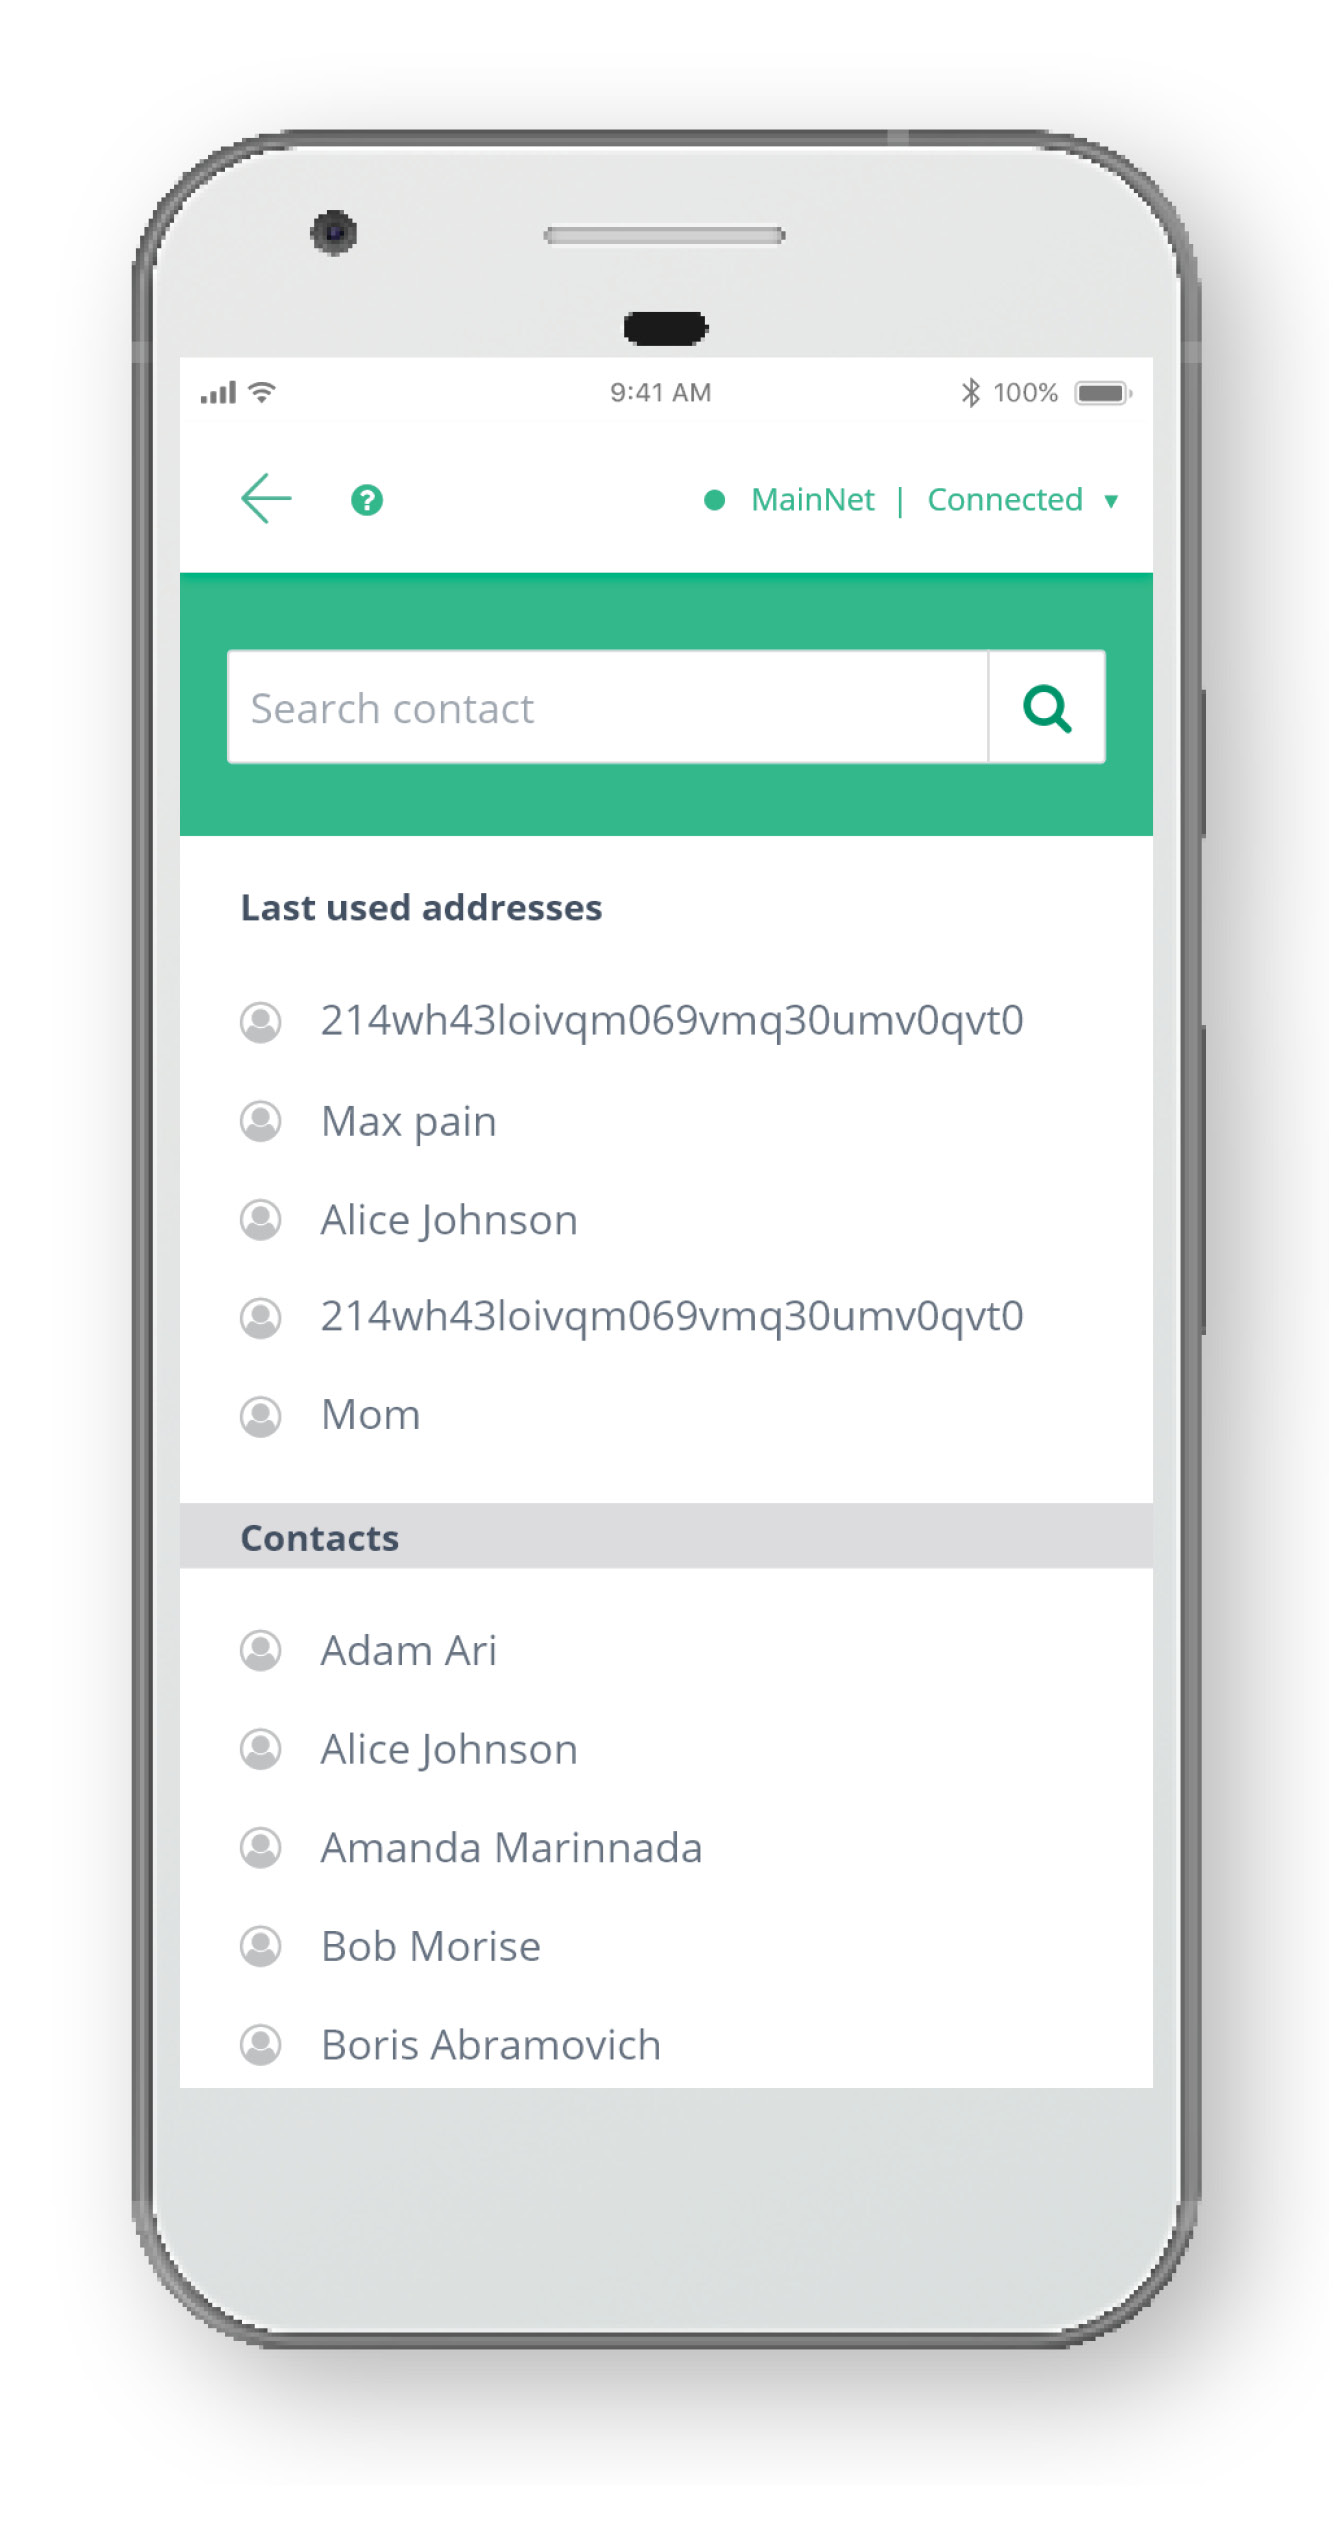 9:41 AM 100%
? MainNet | Connected ▾
Search contact
Last used addresses
214wh43loivqm069vmq30umv0qvt0
Max pain
Alice Johnson
214wh43loivqm069vmq30umv0qvt0
Mom
Contacts
Adam Ari
Alice Johnson
Amanda Marinnada
Bob Morise
Boris Abramovich